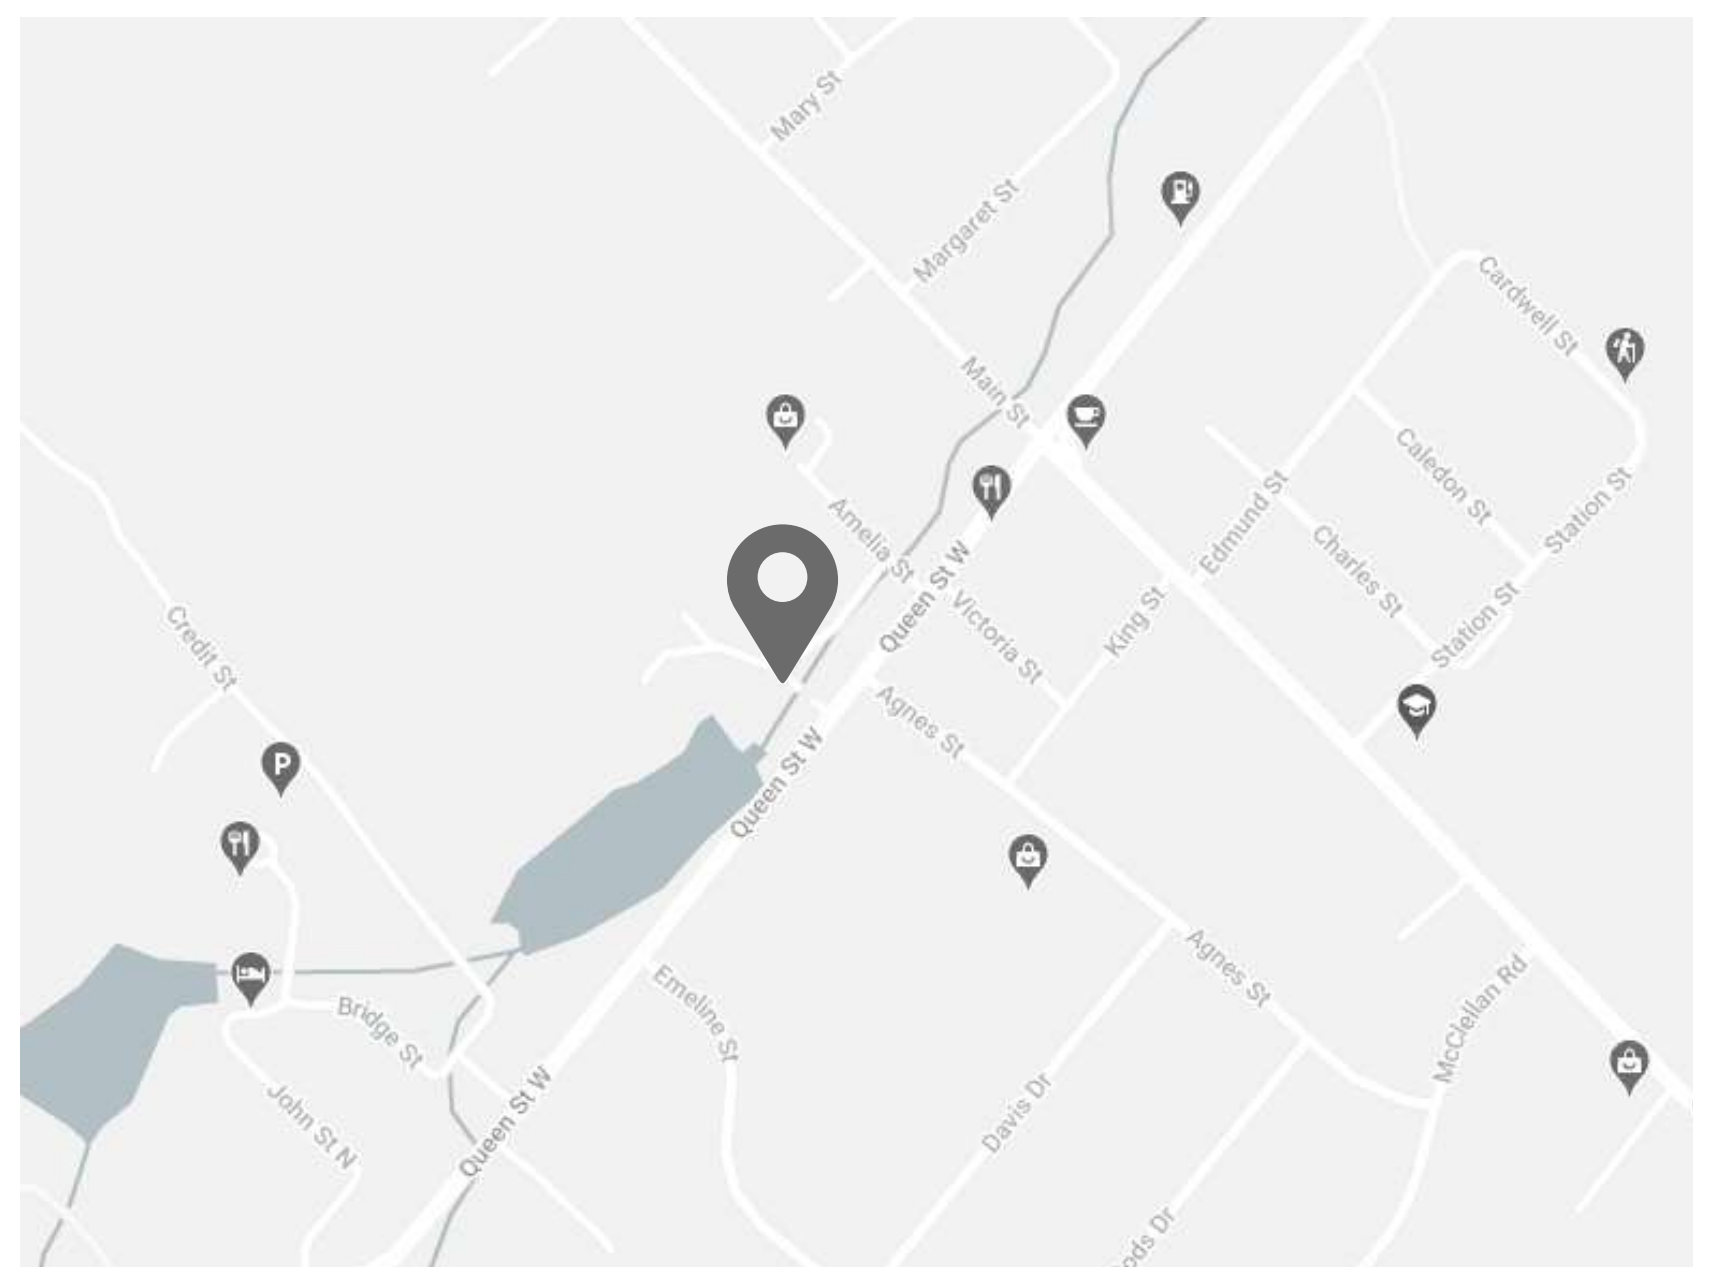 Mary St
Margaret St
Cardwell St
Main St
Caledon St
Station St
Amelia St
Edmund St
Charles St
Queen St W
Victoria St
King St
Station St
Credit St
Agnes St
P
Queen St W
Agnes St
Emeline St
McClellan Rd
Bridge St
Davis Dr
John St N
Queen St W
ods Dr